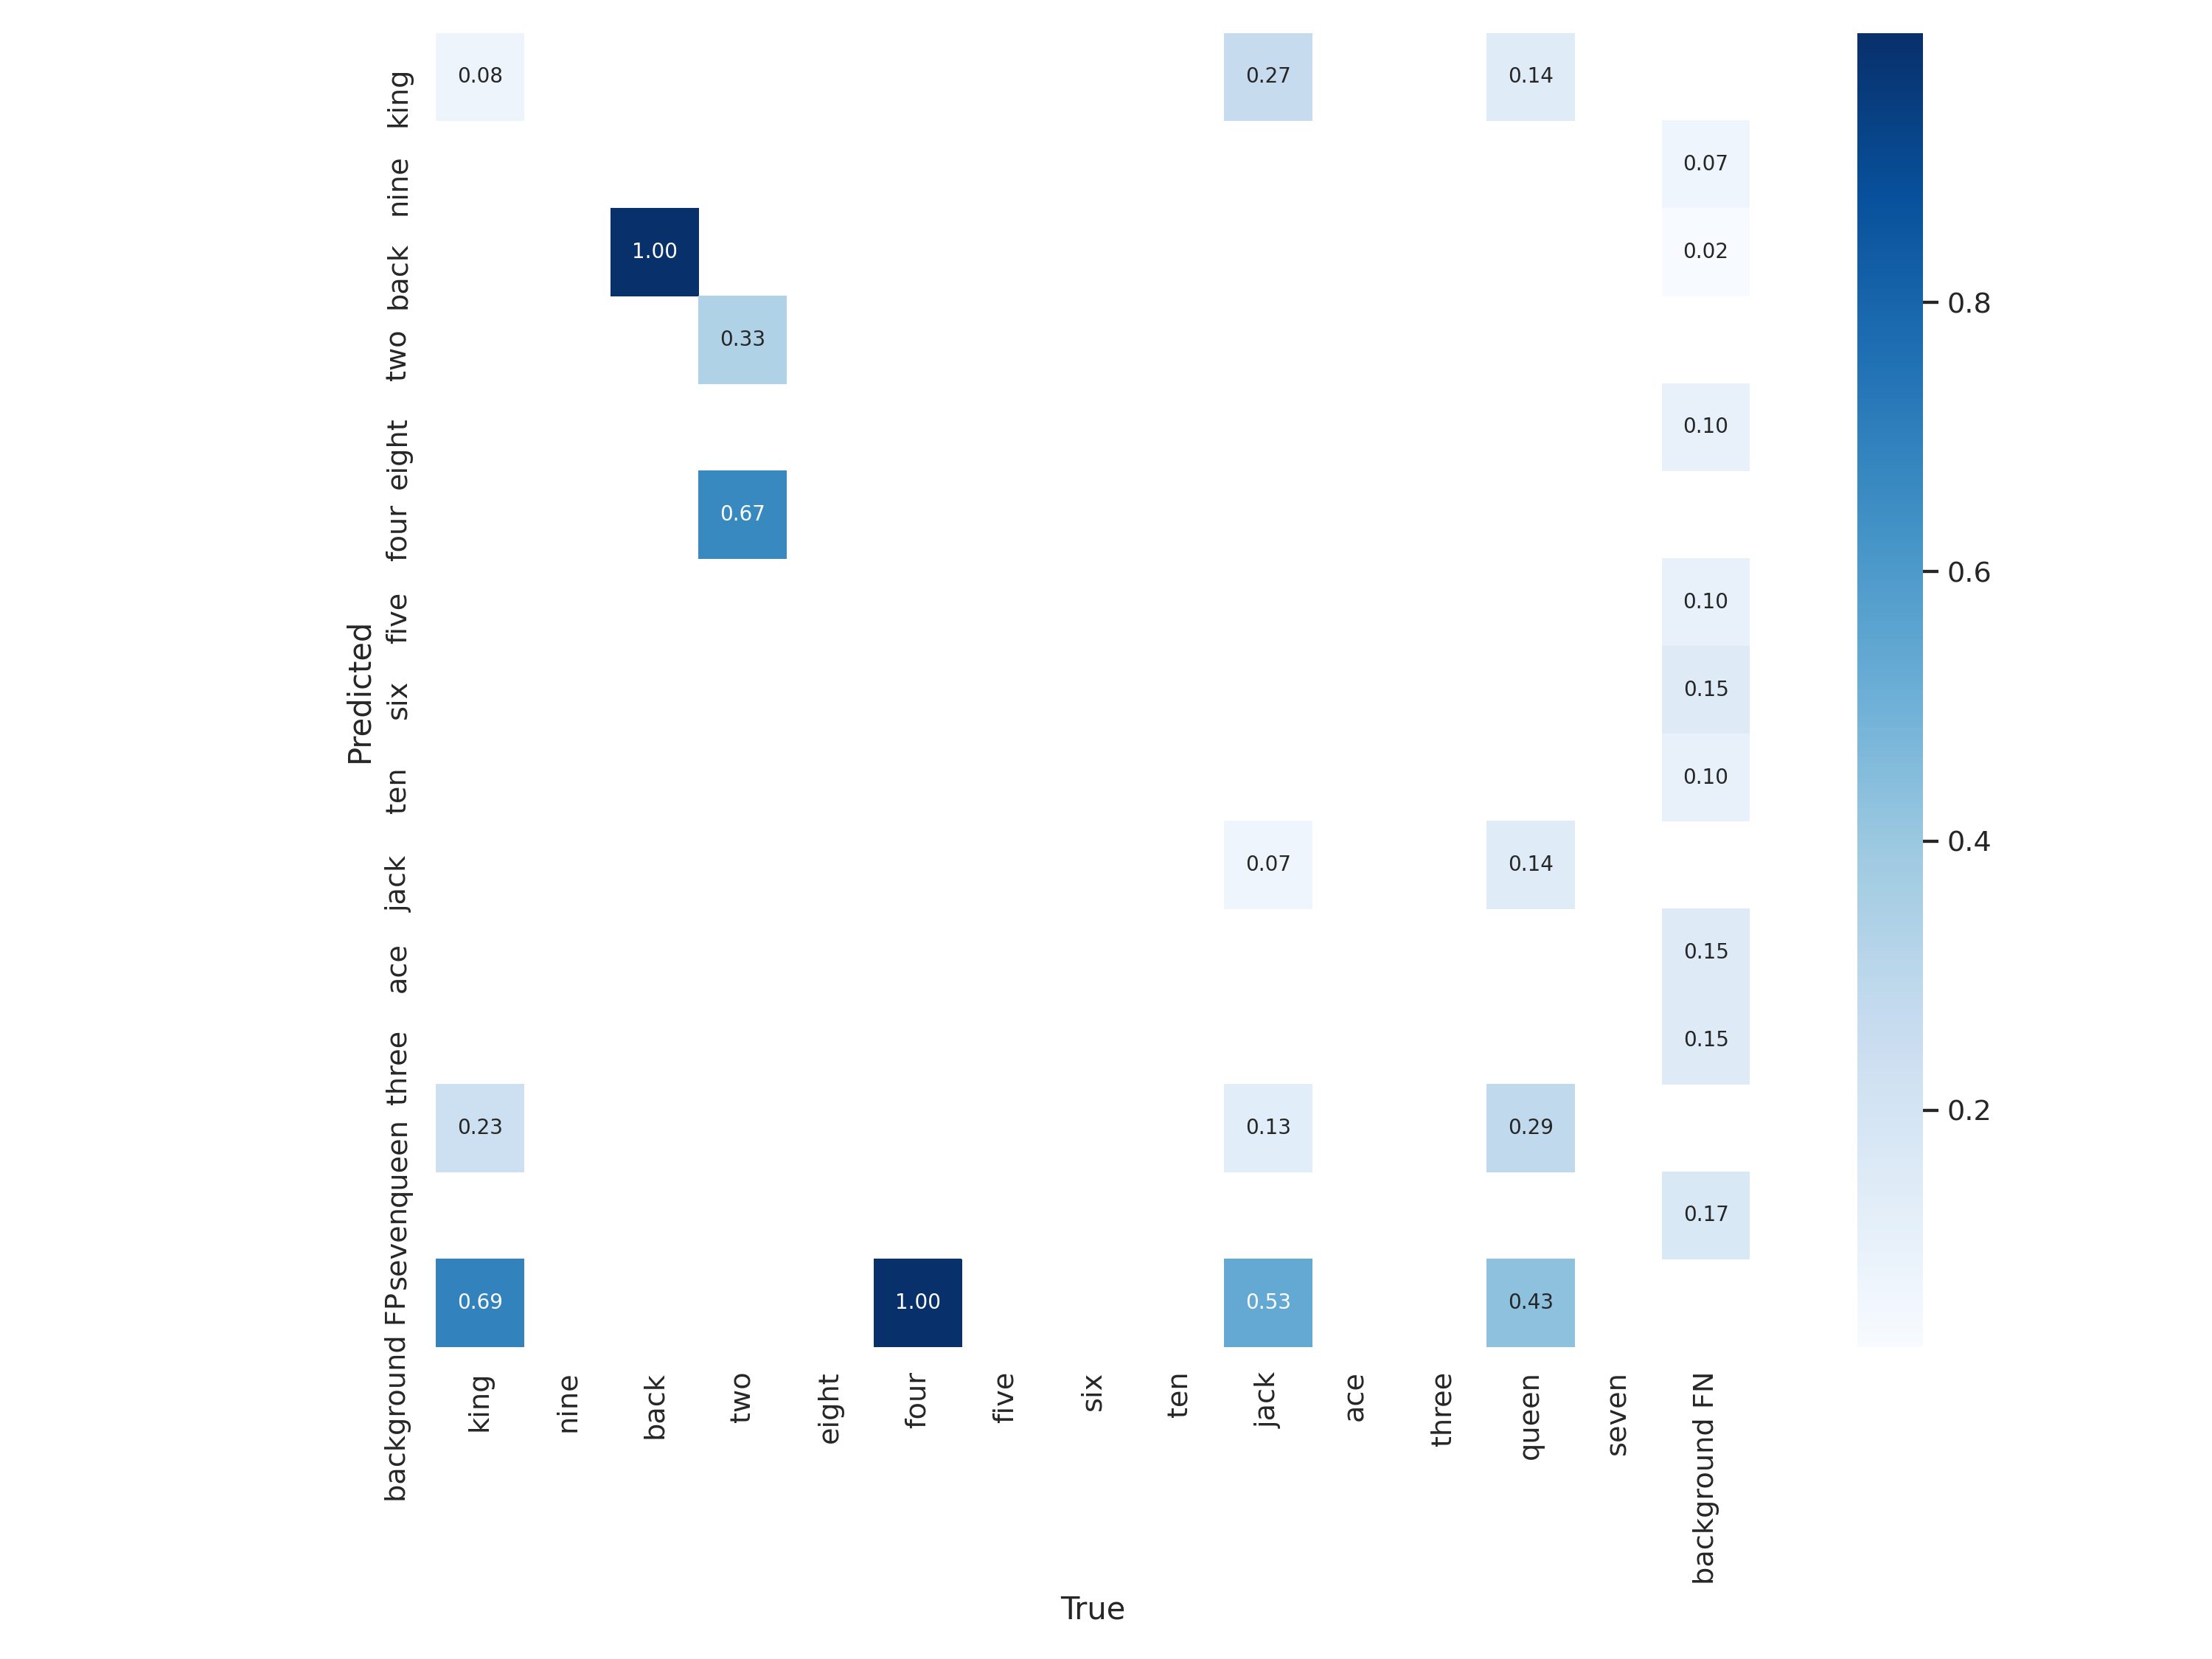 king 0.08 0.27 0.14
nine 0.07
back 1.00 0.02
two 0.33
0.8
eight 0.10
four 0.67
0.6
five 0.10
Predicted
six 0.15
ten 0.10
0.4
jack 0.07 0.14
ace 0.15
three 0.15
0.2
queen 0.23 0.13 0.29
seven 0.17
background FP 0.69 1.00 0.53 0.43
king nine back two eight four five six ten jack ace three queen seven background FN
True